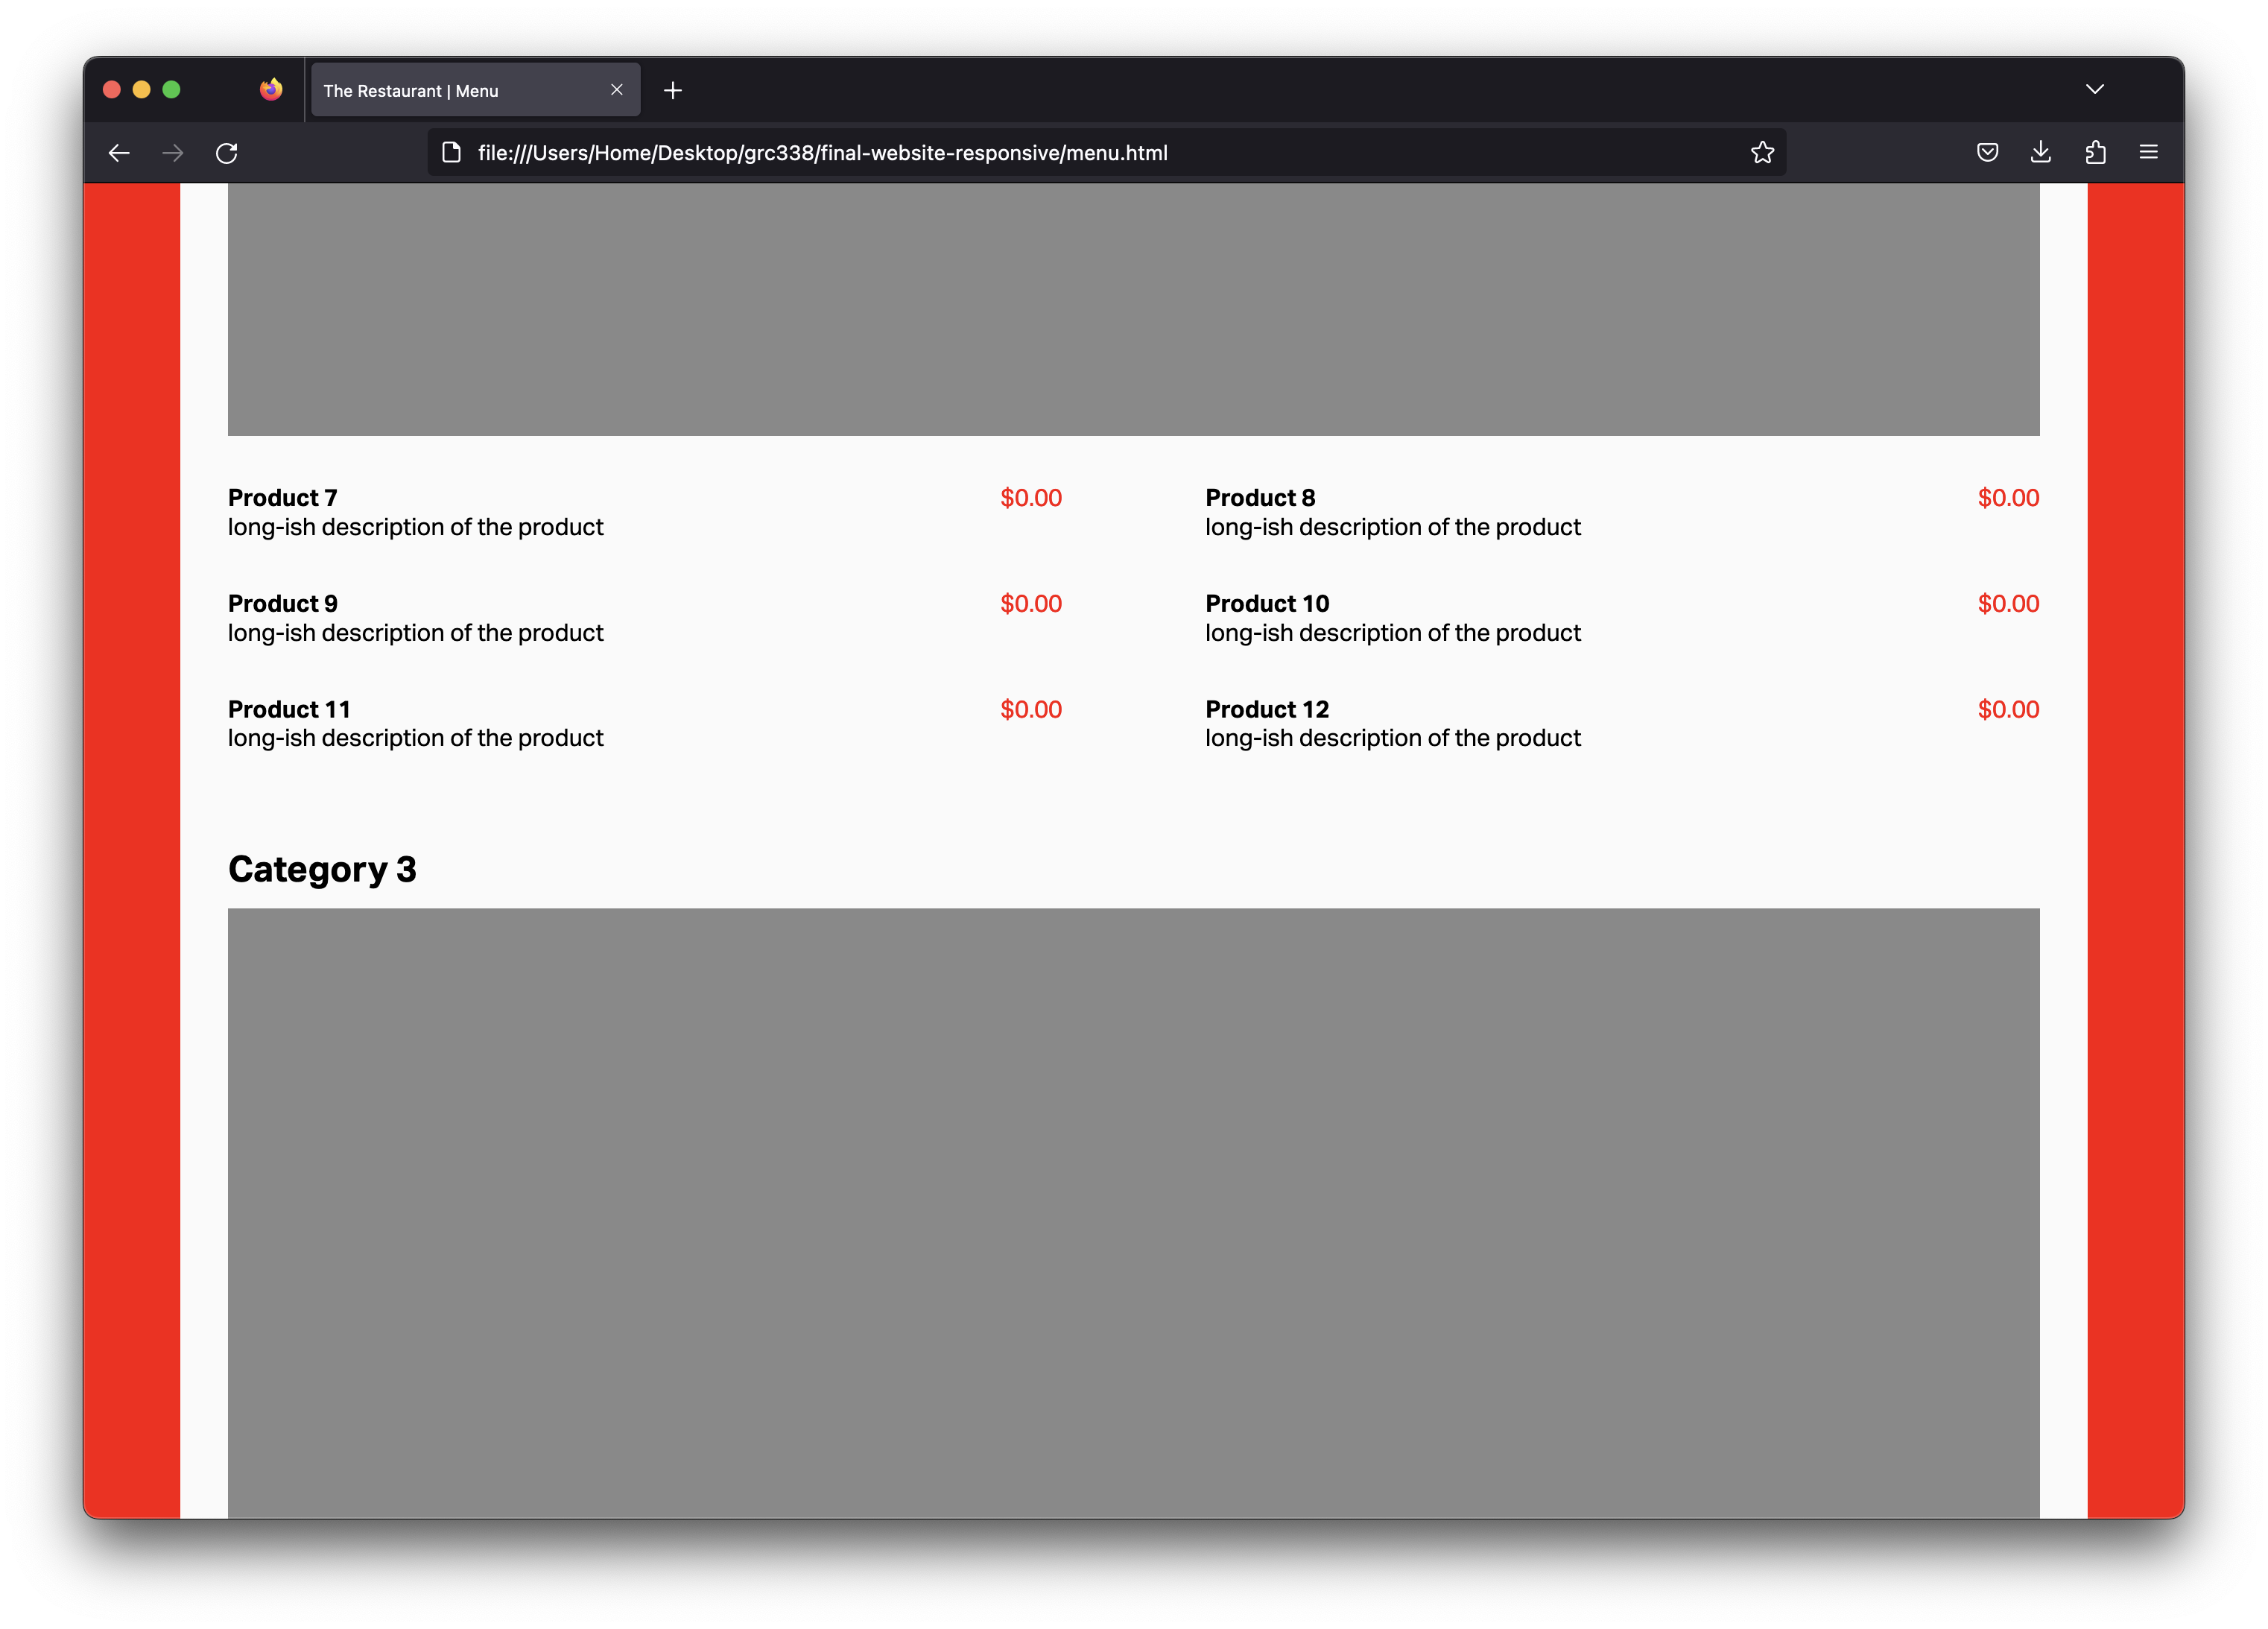 The Restaurant | Menu
file:///Users/Home/Desktop/grc338/final-website-responsive/menu.html
Product 7 $0.00
long-ish description of the product
Product 8 $0.00
long-ish description of the product
Product 9 $0.00
long-ish description of the product
Product 10 $0.00
long-ish description of the product
Product 11 $0.00
long-ish description of the product
Product 12 $0.00
long-ish description of the product
Category 3